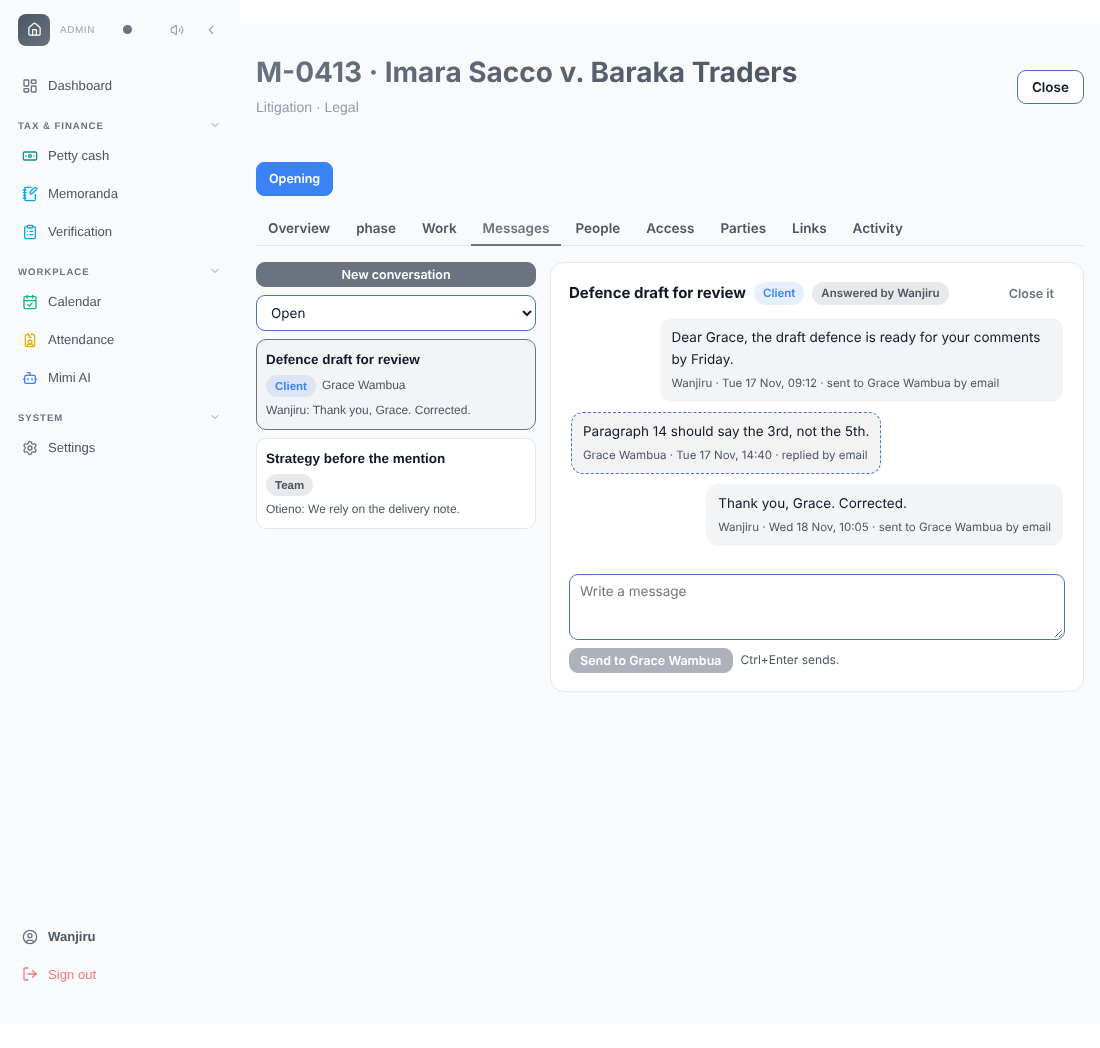 ADMIN
Dashboard
TAX & FINANCE
Petty cash
Memoranda
Verification
WORKPLACE
Calendar
Attendance
Mimi AI
SYSTEM
Settings
Wanjiru
Sign out
M-0413 · Imara Sacco v. Baraka Traders
Litigation · Legal
Close
Opening
Overview phase Work Messages People Access Parties Links Activity
New conversation
Open
Defence draft for review
Client Grace Wambua
Wanjiru: Thank you, Grace. Corrected.
Strategy before the mention
Team
Otieno: We rely on the delivery note.
Defence draft for review Client Answered by Wanjiru Close it
Dear Grace, the draft defence is ready for your comments
by Friday.
Wanjiru · Tue 17 Nov, 09:12 · sent to Grace Wambua by email
Paragraph 14 should say the 3rd, not the 5th.
Grace Wambua · Tue 17 Nov, 14:40 · replied by email
Thank you, Grace. Corrected.
Wanjiru · Wed 18 Nov, 10:05 · sent to Grace Wambua by email
Write a message
Send to Grace Wambua Ctrl+Enter sends.